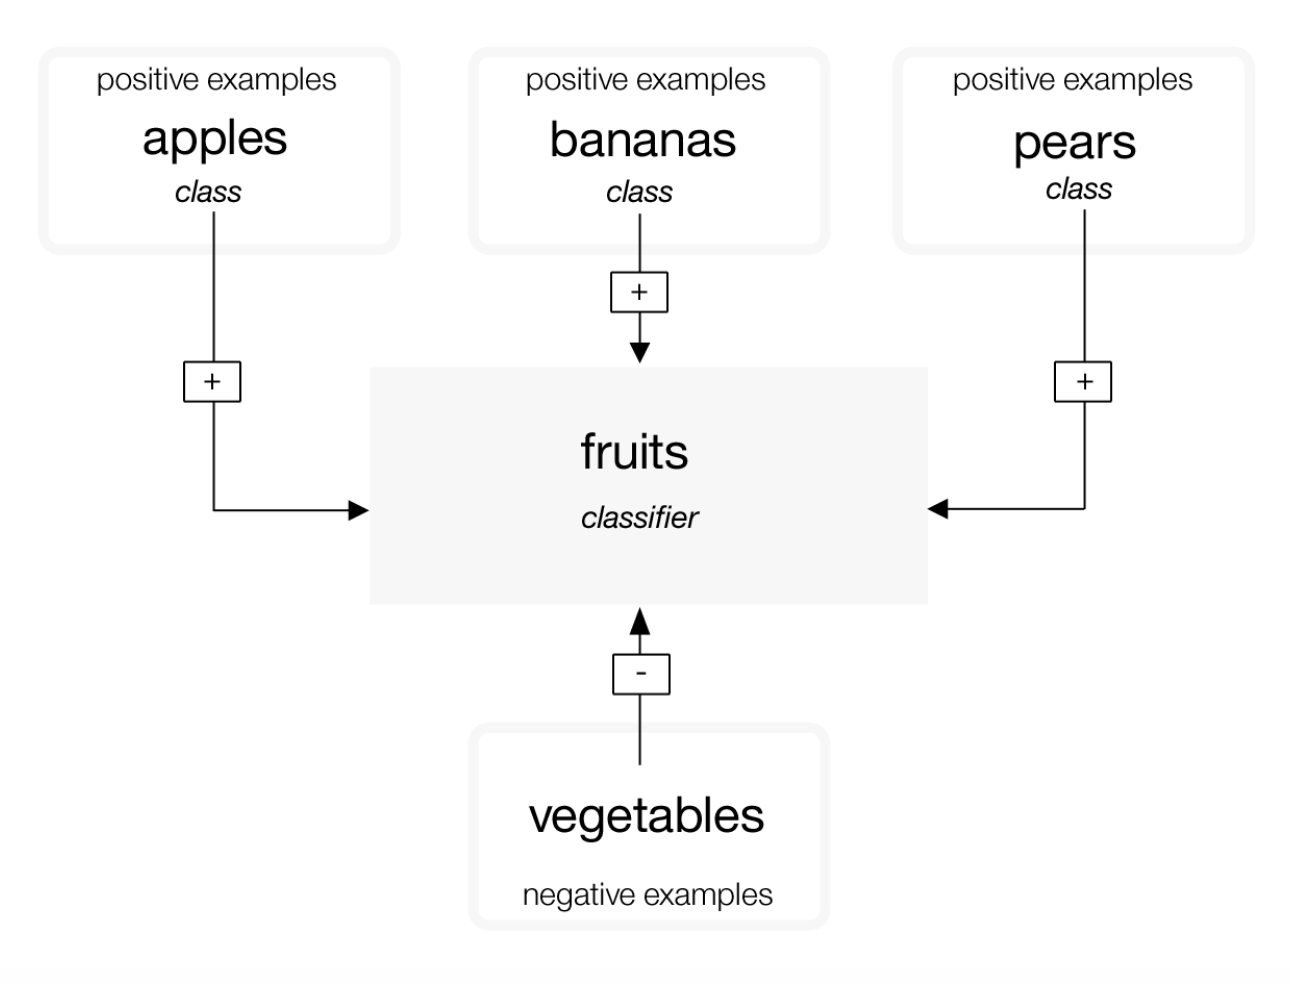 positive examples
apples
class
positive examples
bananas
class
positive examples
pears
class
+
+
+
fruits
classifier
-
vegetables
negative examples